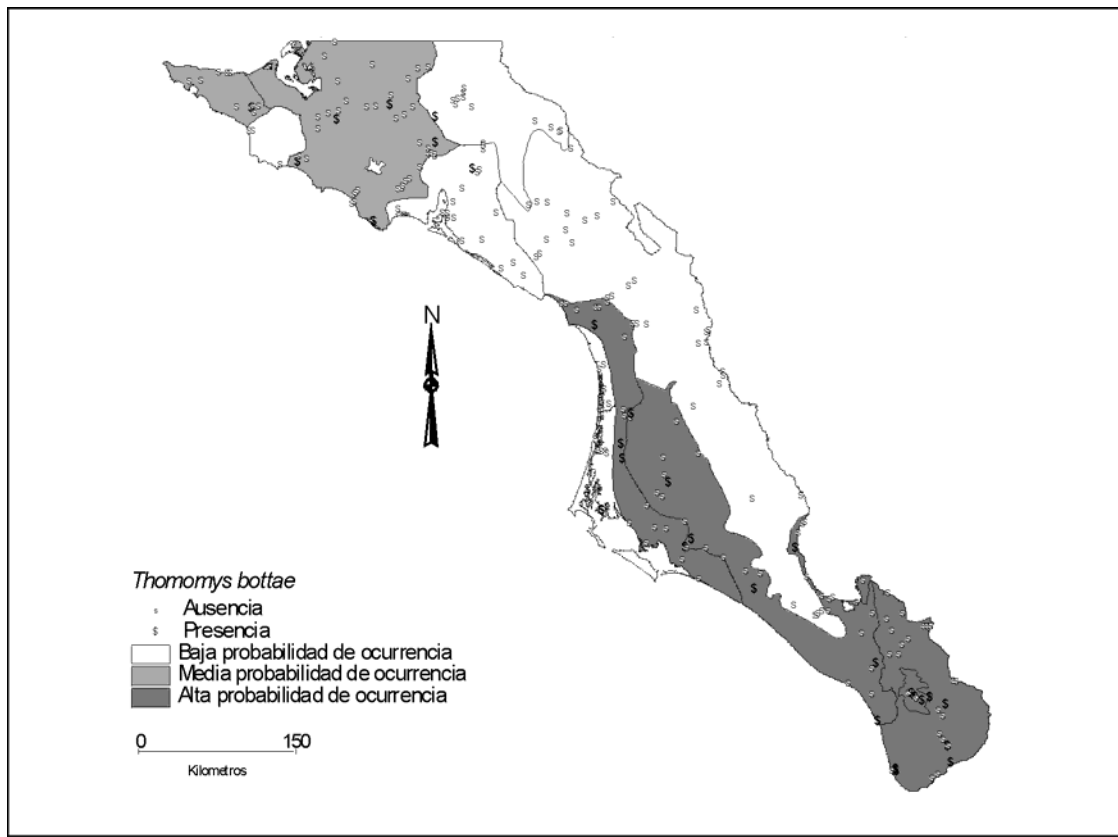 N
Thomomys bottae
s Ausencia
$ Presencia
Baja probabilidad de ocurrencia
Media probabilidad de ocurrencia
Alta probabilidad de ocurrencia
0 150
Kilometros